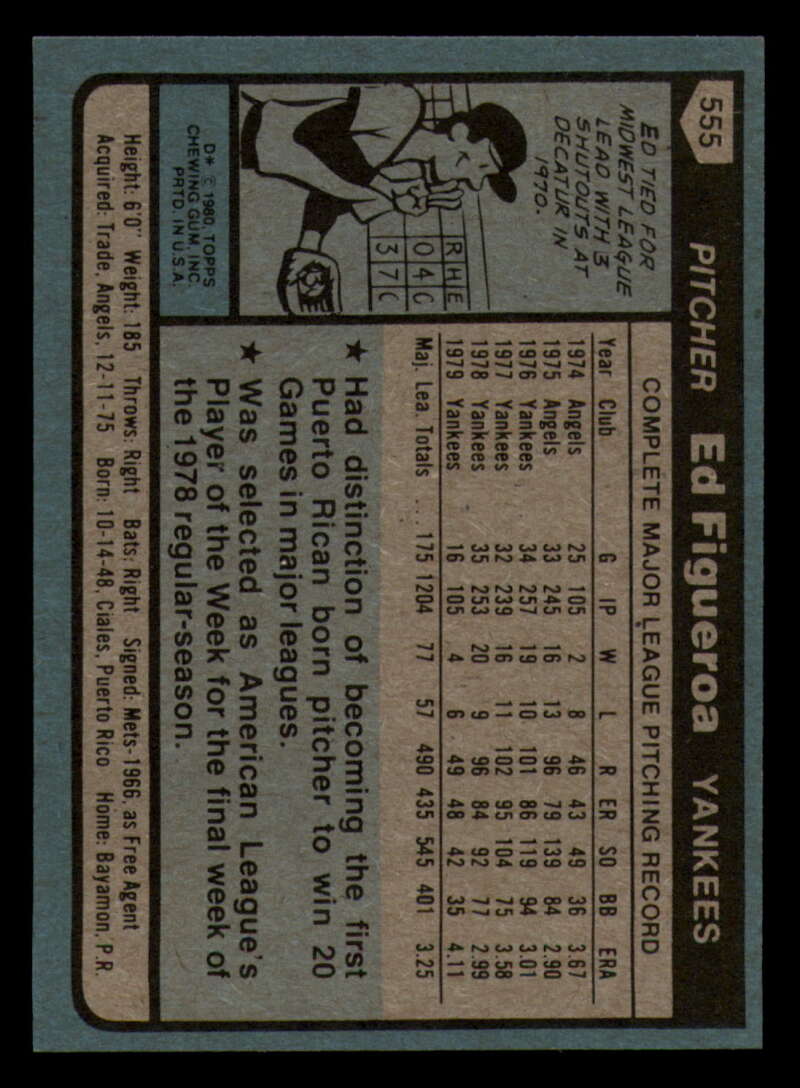 555
PITCHER Ed Figueroa YANKEES
ED TIED FOR
MIDWEST LEAGUE
LEAD WITH 3
SHUTOUTS AT
DECATUR IN
1970.
R H E
0 4 0
3 7 0
D* © 1980, TOPPS
CHEWING GUM, INC.
PRTD. IN U.S.A.
COMPLETE MAJOR LEAGUE PITCHING RECORD
Year Club G IP W L R ER SO BB ERA
1974 Angels 25 105 2 8 46 43 49 36 3.67
1975 Angels 33 245 16 13 96 79 139 84 2.90
1976 Yankees 34 257 19 10 101 86 119 94 3.01
1977 Yankees 32 239 16 11 102 95 104 75 3.58
1978 Yankees 35 253 20 9 96 84 92 77 2.99
1979 Yankees 16 105 4 6 49 48 42 35 4.11
Maj. Lea. Totals ... 175 1204 77 57 490 435 545 401 3.25
★ Had distinction of becoming the first
Puerto Rican born pitcher to win 20
Games in major leagues.
★ Was selected as American League's
Player of the Week for the final week of
the 1978 regular-season.
Height: 6'0" Weight: 185 Throws: Right Bats: Right Signed: Mets-1966, as Free Agent
Acquired: Trade, Angels, 12-11-75 Born: 10-14-48, Ciales, Puerto Rico Home: Bayamon, P.R.